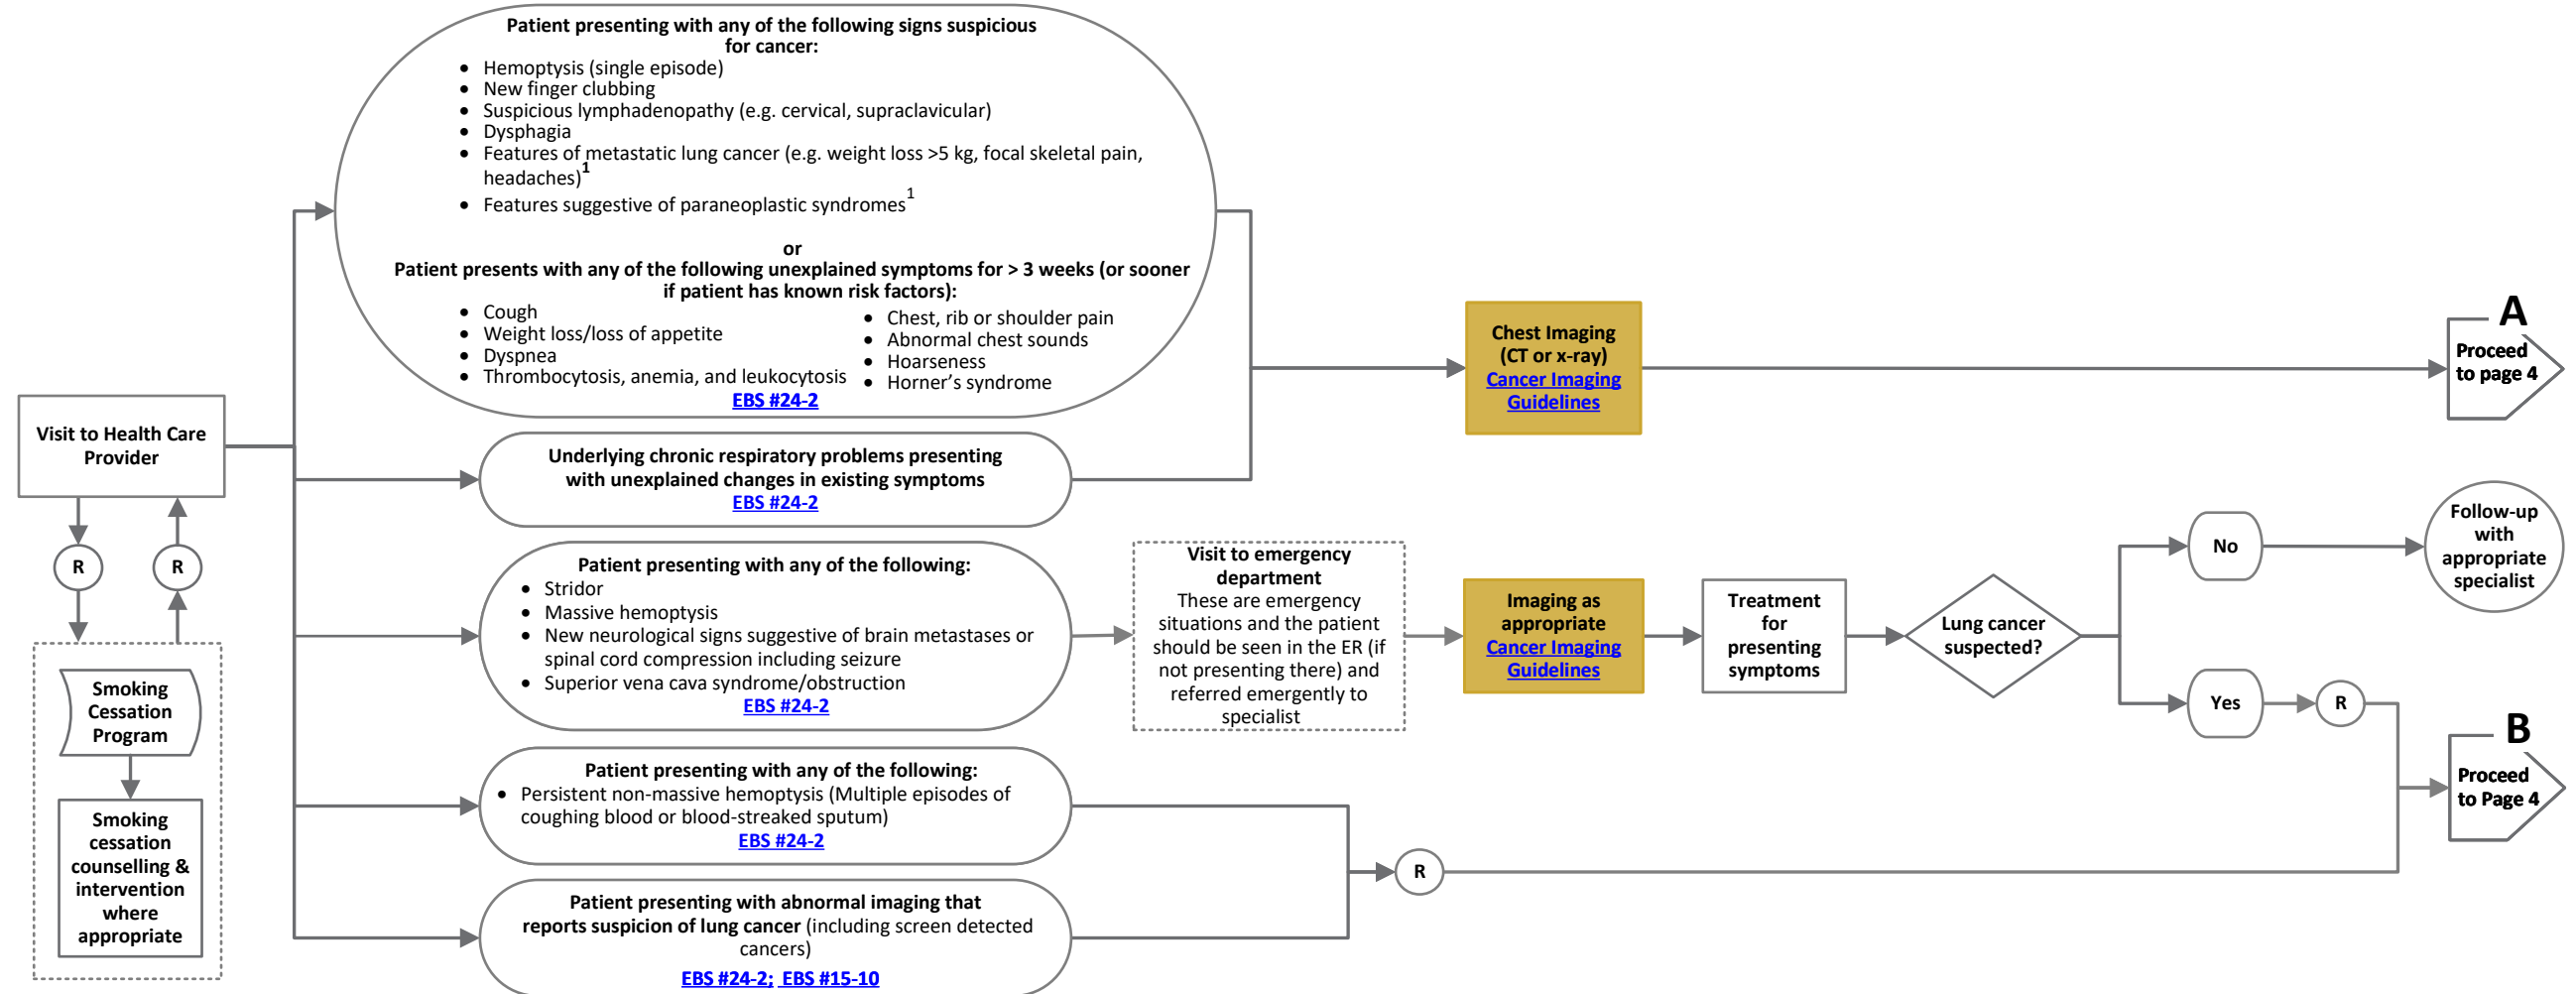 Patient presenting with any of the following signs suspicious
for cancer:
• Hemoptysis (single episode)
• New finger clubbing
• Suspicious lymphadenopathy (e.g. cervical, supraclavicular)
• Dysphagia
• Features of metastatic lung cancer (e.g. weight loss >5 kg, focal skeletal pain,
headaches)1
• Features suggestive of paraneoplastic syndromes1
or
Patient presents with any of the following unexplained symptoms for > 3 weeks (or sooner
if patient has known risk factors):
• Cough
• Weight loss/loss of appetite
• Dyspnea
• Thrombocytosis, anemia, and leukocytosis
• Chest, rib or shoulder pain
• Abnormal chest sounds
• Hoarseness
• Horner's syndrome
EBS #24-2
Chest Imaging
(CT or x-ray)
Cancer Imaging
Guidelines
A
Proceed
to page 4
Visit to Health Care
Provider
R
R
Smoking
Cessation
Program
Smoking
cessation
counselling &
intervention
where
appropriate
Underlying chronic respiratory problems presenting
with unexplained changes in existing symptoms
EBS #24-2
Patient presenting with any of the following:
• Stridor
• Massive hemoptysis
• New neurological signs suggestive of brain metastases or
spinal cord compression including seizure
• Superior vena cava syndrome/obstruction
EBS #24-2
Visit to emergency
department
These are emergency
situations and the patient
should be seen in the ER (if
not presenting there) and
referred emergently to
specialist
Imaging as
appropriate
Cancer Imaging
Guidelines
Treatment
for
presenting
symptoms
Lung cancer
suspected?
No
Follow-up
with
appropriate
specialist
Yes
R
B
Proceed
to Page 4
Patient presenting with any of the following:
• Persistent non-massive hemoptysis (Multiple episodes of
coughing blood or blood-streaked sputum)
EBS #24-2
R
Patient presenting with abnormal imaging that
reports suspicion of lung cancer (including screen detected
cancers)
EBS #24-2; EBS #15-10